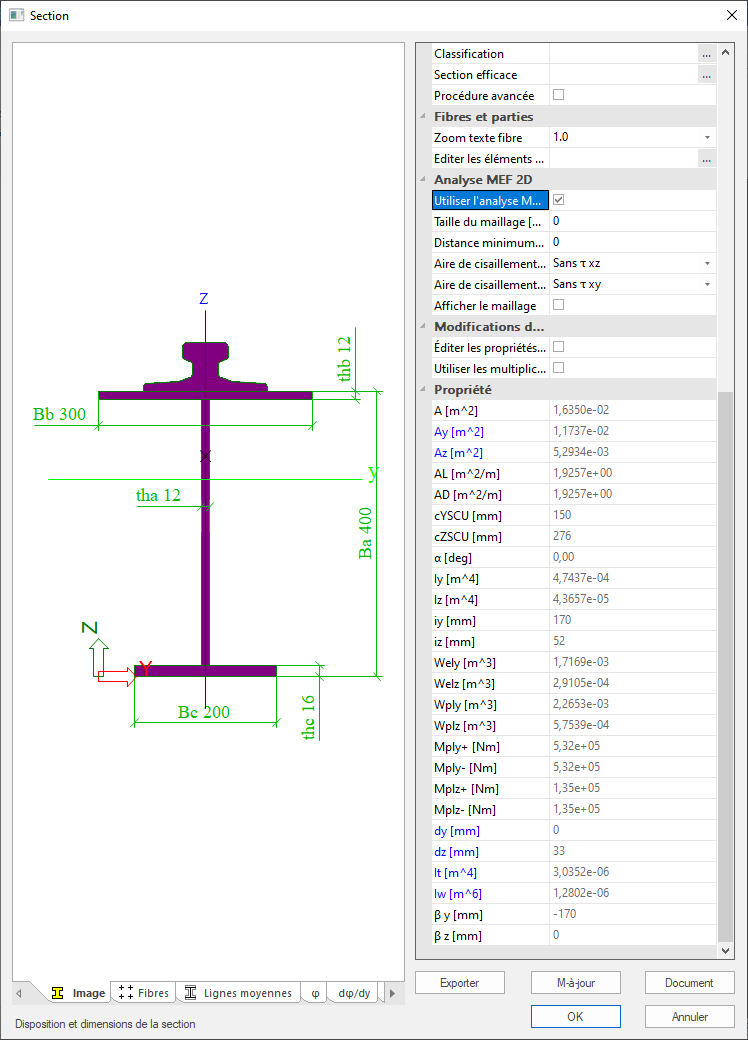 Section
Z
thb 12
Bb 300
y
tha 12
Ba 400
Z
Y
Bc 200
thc 16
Image
Fibres
Lignes moyennes
φ
dφ/dy
Disposition et dimensions de la section
Classification ...
Section efficace ...
Procédure avancée
Fibres et parties
Zoom texte fibre 1.0
Editer les éléments ... ...
Analyse MEF 2D
Utiliser l'analyse M...
Taille du maillage [... 0
Distance minimum... 0
Aire de cisaillement... Sans τ xz
Aire de cisaillement... Sans τ xy
Afficher le maillage
Modifications d...
Éditer les propriétés...
Utiliser les multiplic...
Propriété
A [m^2] 1,6350e-02
Ay [m^2] 1,1737e-02
Az [m^2] 5,2934e-03
AL [m^2/m] 1,9257e+00
AD [m^2/m] 1,9257e+00
cYSCU [mm] 150
cZSCU [mm] 276
α [deg] 0,00
Iy [m^4] 4,7437e-04
Iz [m^4] 4,3657e-05
iy [mm] 170
iz [mm] 52
Wely [m^3] 1,7169e-03
Welz [m^3] 2,9105e-04
Wply [m^3] 2,2653e-03
Wplz [m^3] 5,7539e-04
Mply+ [Nm] 5,32e+05
Mply- [Nm] 5,32e+05
Mplz+ [Nm] 1,35e+05
Mplz- [Nm] 1,35e+05
dy [mm] 0
dz [mm] 33
It [m^4] 3,0352e-06
Iw [m^6] 1,2802e-06
β y [mm] -170
β z [mm] 0
Exporter
M-à-jour
Document
OK
Annuler